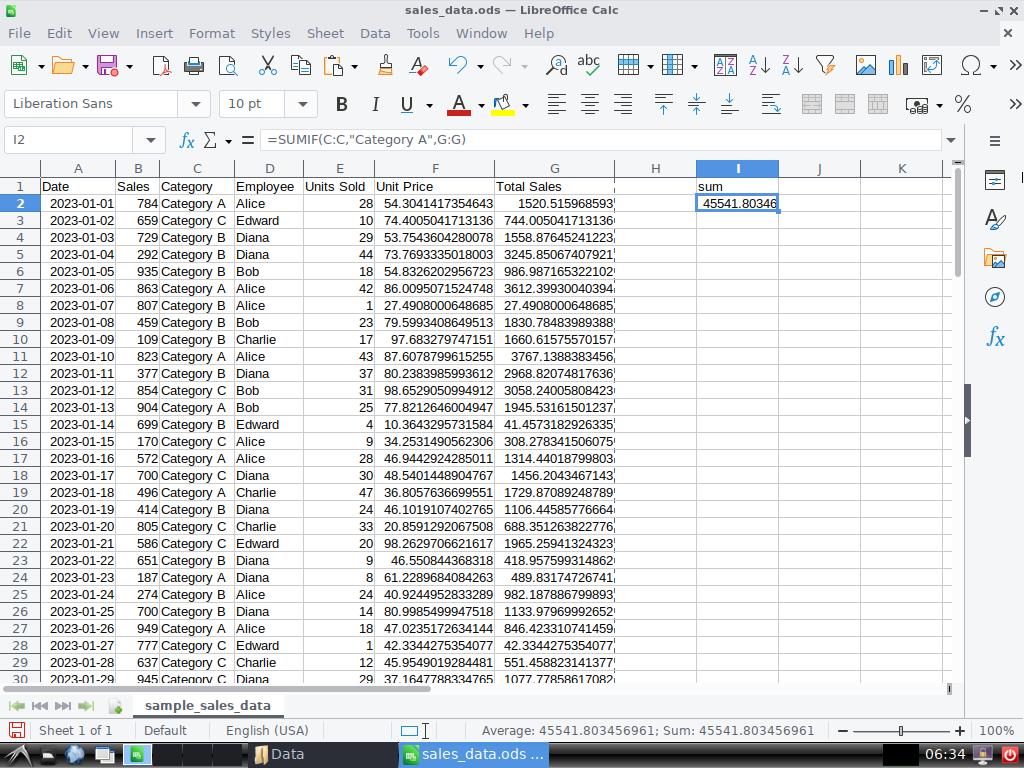 sales_data.ods — LibreOffice Calc
File Edit View Insert Format Styles Sheet Data Tools Window Help
Liberation Sans 10 pt
I2 =SUMIF(C:C,"Category A",G:G)
A B C D E F G H I J K
1 Date Sales Category Employee Units Sold Unit Price Total Sales sum
2 2023-01-01 784 Category A Alice 28 54.3041417354643 1520.515968593 45541.80346
3 2023-01-02 659 Category C Edward 10 74.4005041713136 744.005041713136
4 2023-01-03 729 Category B Diana 29 53.7543604280078 1558.87645241223
5 2023-01-04 292 Category B Diana 44 73.7693335018003 3245.85067407921
6 2023-01-05 935 Category B Bob 18 54.8326202956723 986.987165322102
7 2023-01-06 863 Category A Alice 42 86.0095071524748 3612.39930040394
8 2023-01-07 807 Category B Alice 1 27.4908000648685 27.4908000648685
9 2023-01-08 459 Category B Bob 23 79.5993408649513 1830.78483989388
10 2023-01-09 109 Category B Charlie 17 97.683279747151 1660.61575570157
11 2023-01-10 823 Category A Alice 43 87.6078799615255 3767.1388383456
12 2023-01-11 377 Category B Diana 37 80.2383985993612 2968.82074817636
13 2023-01-12 854 Category C Bob 31 98.6529050994912 3058.24005808423
14 2023-01-13 904 Category A Bob 25 77.8212646004947 1945.53161501237
15 2023-01-14 699 Category B Edward 4 10.3643295731584 41.4573182926335
16 2023-01-15 170 Category C Alice 9 34.2531490562306 308.278341506075
17 2023-01-16 572 Category A Alice 28 46.9442924285011 1314.44018799803
18 2023-01-17 700 Category C Diana 30 48.5401448904767 1456.2043467143
19 2023-01-18 496 Category A Charlie 47 36.8057636699551 1729.87089248789
20 2023-01-19 414 Category B Diana 24 46.1019107402765 1106.44585776664
21 2023-01-20 805 Category C Charlie 33 20.8591292067508 688.351263822776
22 2023-01-21 586 Category C Edward 20 98.2629706621617 1965.25941324323
23 2023-01-22 651 Category B Diana 9 46.550844368318 418.957599314862
24 2023-01-23 187 Category A Diana 8 61.2289684084263 489.83174726741
25 2023-01-24 274 Category B Alice 24 40.9244952833289 982.187886799893
26 2023-01-25 700 Category B Diana 14 80.9985499947518 1133.97969992652
27 2023-01-26 949 Category A Alice 18 47.0235172634144 846.423310741459
28 2023-01-27 777 Category C Edward 1 42.3344275354077 42.3344275354077
29 2023-01-28 637 Category C Charlie 12 45.9549019284481 551.458823141377
30 2023-01-29 945 Category C Diana 29 37.1647788334765 1077.77858617082
sample_sales_data
Sheet 1 of 1 Default English (USA) Average: 45541.803456961; Sum: 45541.803456961 100%
Data sales_data.ods ... 06:34